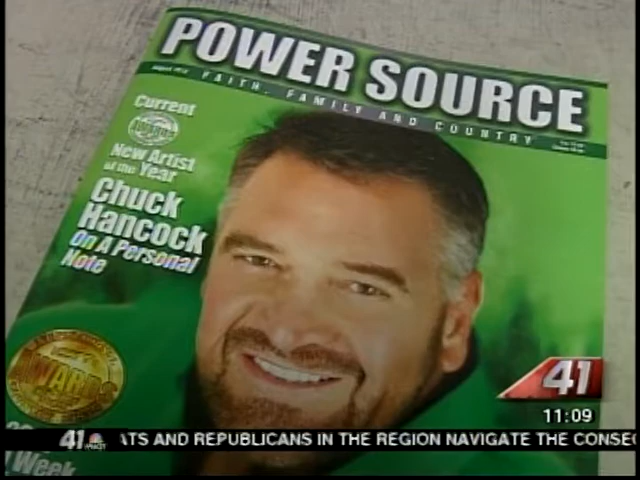 POWER SOURCE
FAITH, FAMILY AND COUNTRY
Current
New Artist
of the Year
Chuck
Hancock
On A Personal
Note
AWARDS
Week
41
11:09
41 ATS AND REPUBLICANS IN THE REGION NAVIGATE THE CONSE